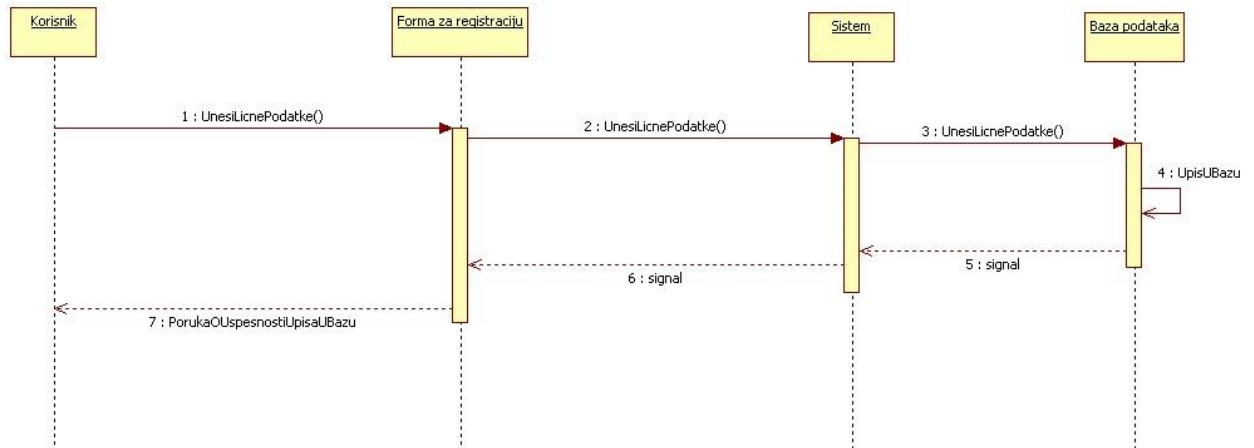 Korisnik
Forma za registraciju
Sistem
Baza podataka
1 : UnesiLicnePodatke()
2 : UnesiLicnePodatke()
3 : UnesiLicnePodatke()
4 : UpisUBazu
5 : signal
6 : signal
7 : PorukaOUspesnostiUpisaUBazu